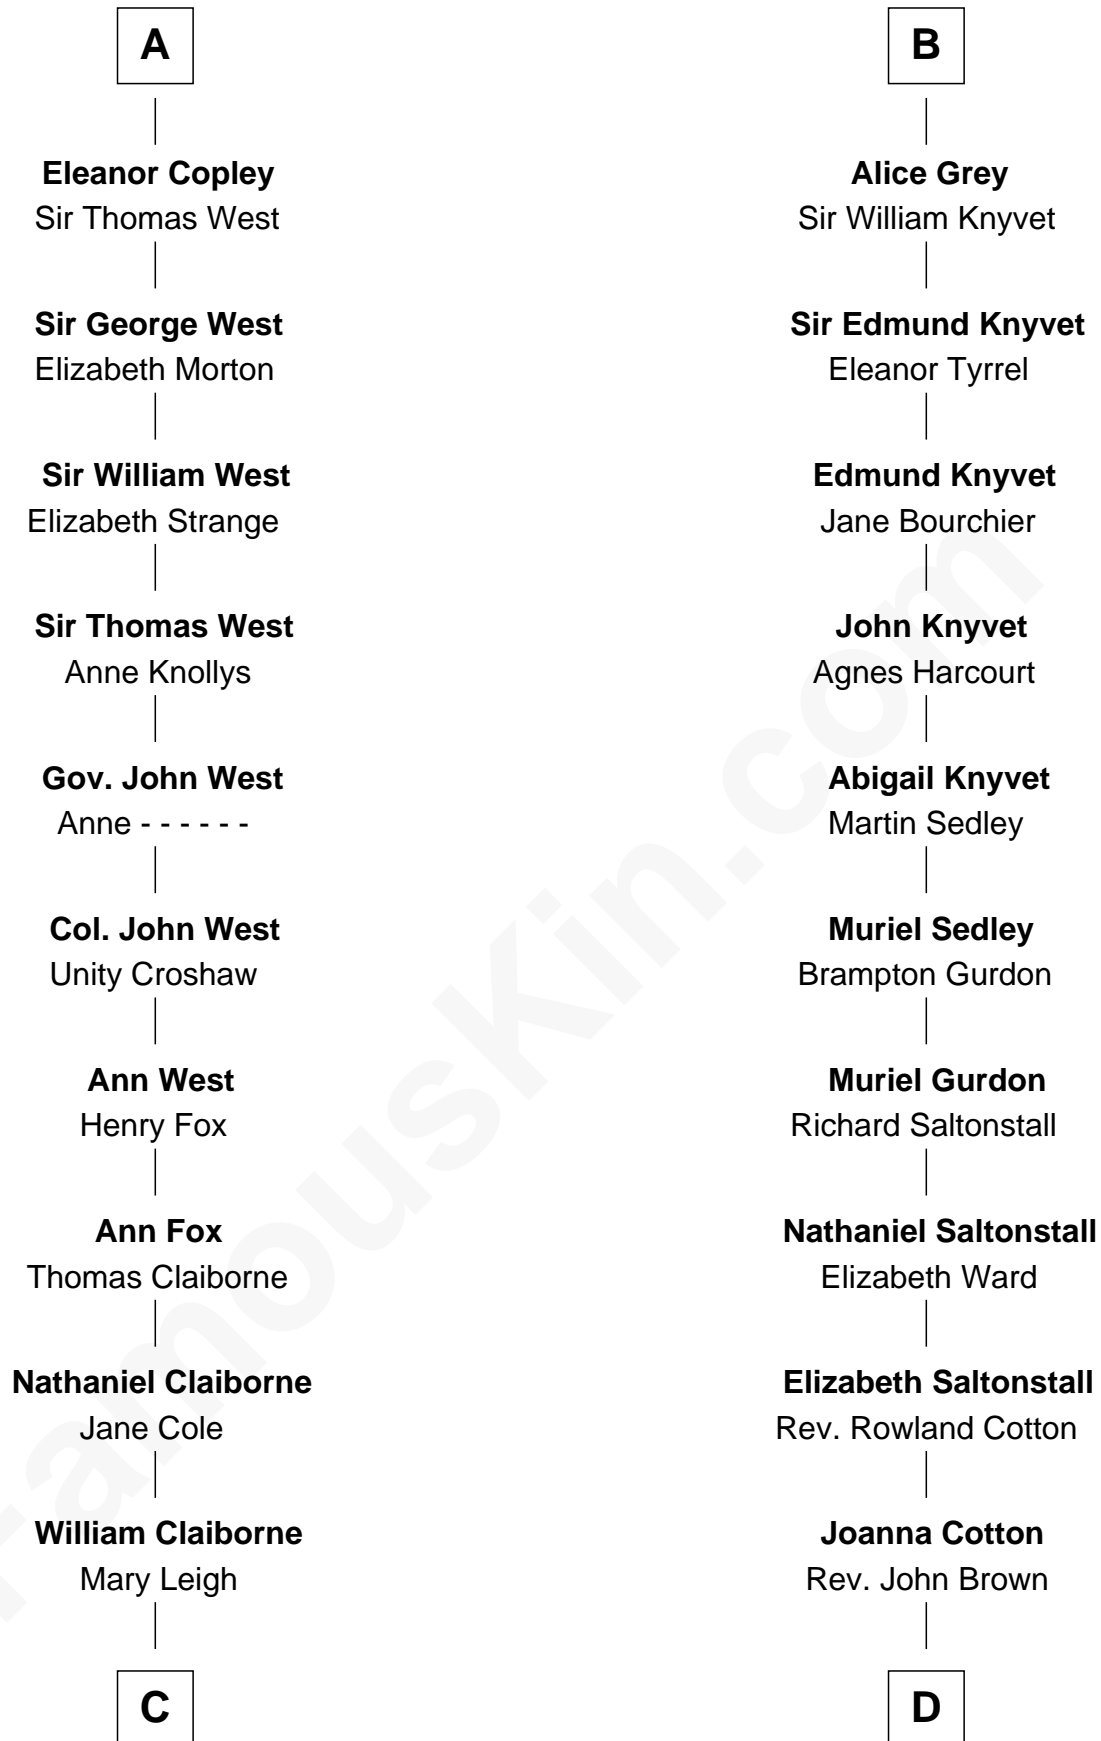 A
Eleanor Copley
Sir Thomas West
Sir George West
Elizabeth Morton
Sir William West
Elizabeth Strange
Sir Thomas West
Anne Knollys
Gov. John West
Anne - - - - - -
Col. John West
Unity Croshaw
Ann West
Henry Fox
Ann Fox
Thomas Claiborne
Nathaniel Claiborne
Jane Cole
William Claiborne
Mary Leigh
C
B
Alice Grey
Sir William Knyvet
Sir Edmund Knyvet
Eleanor Tyrrel
Edmund Knyvet
Jane Bourchier
John Knyvet
Agnes Harcourt
Abigail Knyvet
Martin Sedley
Muriel Sedley
Brampton Gurdon
Muriel Gurdon
Richard Saltonstall
Nathaniel Saltonstall
Elizabeth Ward
Elizabeth Saltonstall
Rev. Rowland Cotton
Joanna Cotton
Rev. John Brown
D
FamousKin.com